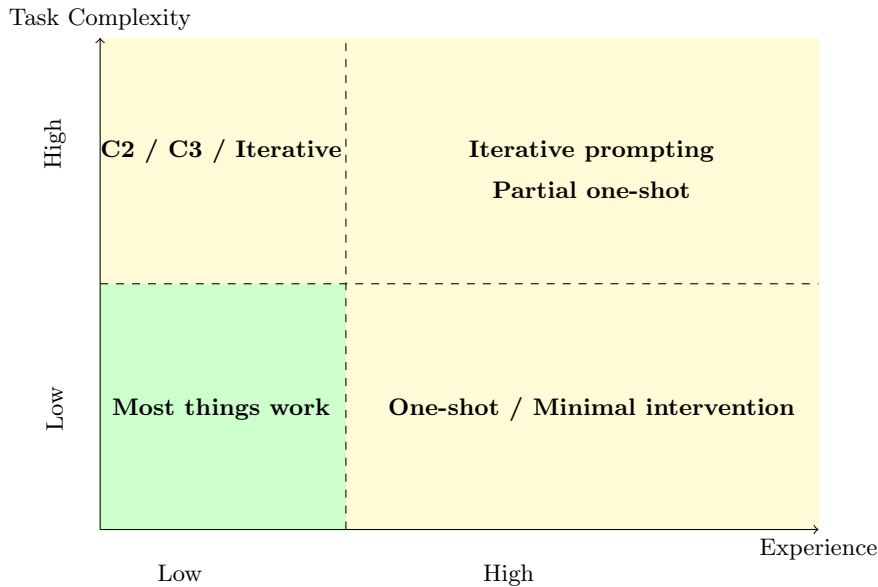 Task Complexity
High
C2 / C3 / Iterative
Iterative prompting
Partial one-shot
Low
Most things work
One-shot / Minimal intervention
Experience
Low
High